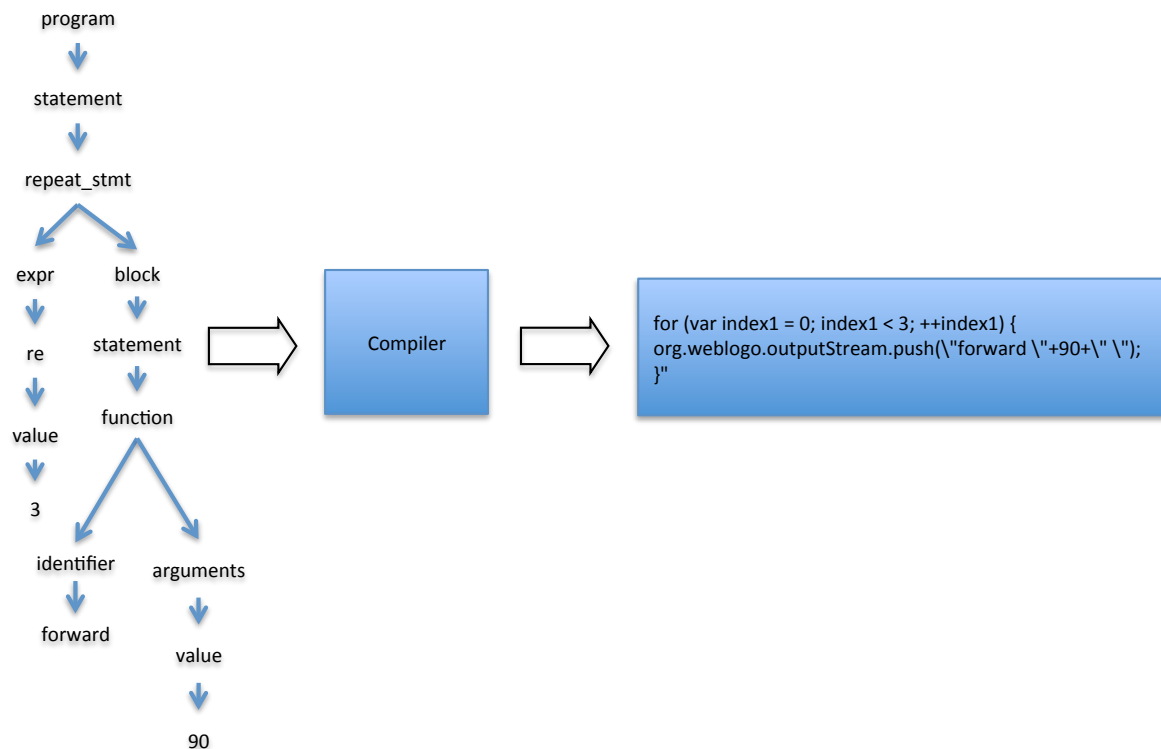 program
statement
repeat_stmt
expr
block
re
statement
value
function
3
identifier
arguments
forward
value
90
Compiler
for (var index1 = 0; index1 < 3; ++index1) {
org.weblogo.outputStream.push(\"forward \"+90+\" \");
}"